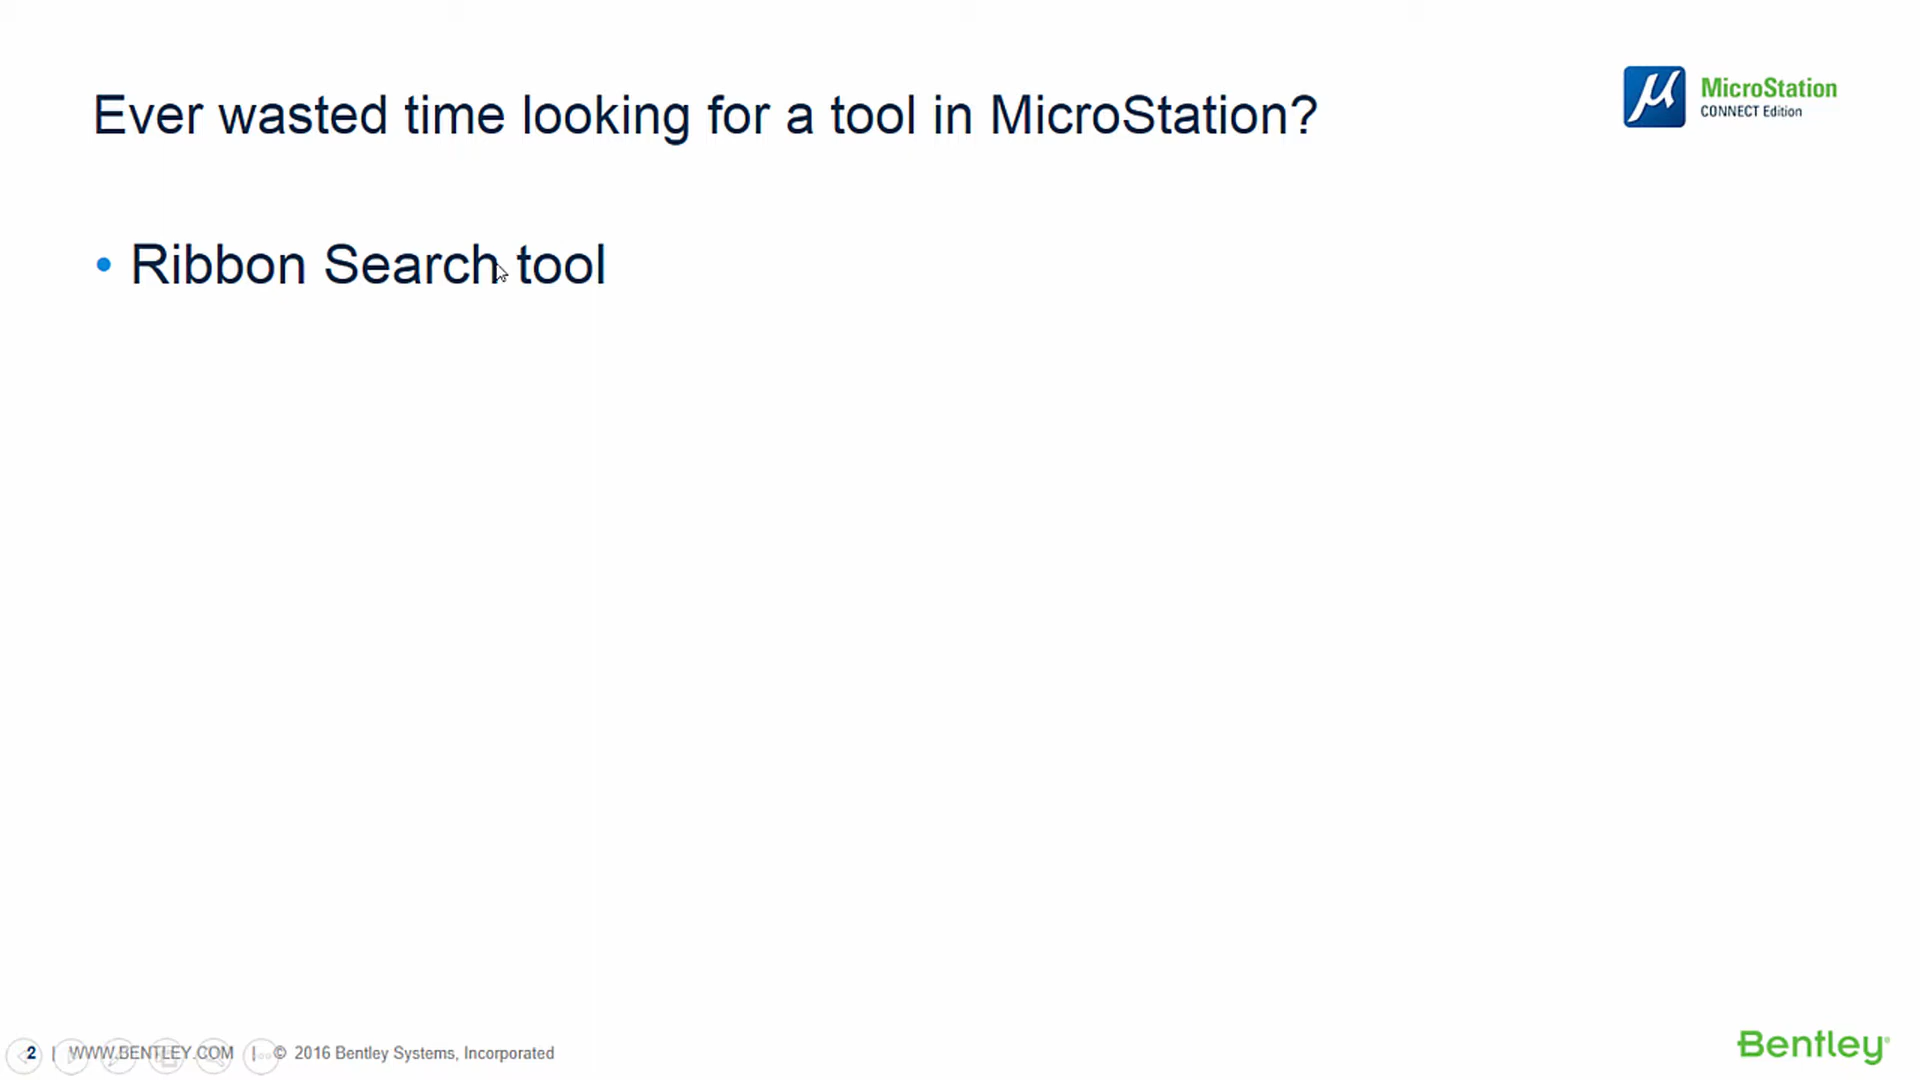 Ever wasted time looking for a tool in MicroStation?
MicroStation
CONNECT Edition
• Ribbon Search tool
2 | WWW.BENTLEY.COM | © 2016 Bentley Systems, Incorporated
Bentley®